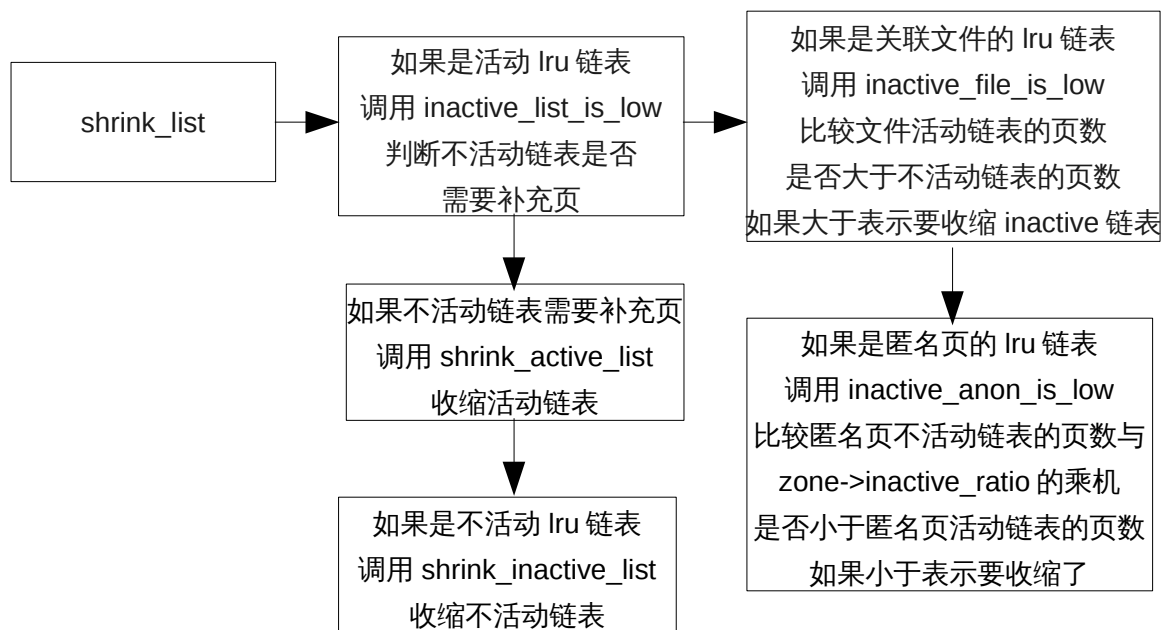 shrink_list
如果是活动 lru 链表
调用 inactive_list_is_low
判断不活动链表是否
需要补充页
如果是关联文件的 lru 链表
调用 inactive_file_is_low
比较文件活动链表的页数
是否大于不活动链表的页数
如果大于表示要收缩 inactive 链表
如果不活动链表需要补充页
调用 shrink_active_list
收缩活动链表
如果是匿名页的 lru 链表
调用 inactive_anon_is_low
比较匿名页不活动链表的页数与
zone->inactive_ratio 的乘机
是否小于匿名页活动链表的页数
如果小于表示要收缩了
如果是不活动 lru 链表
调用 shrink_inactive_list
收缩不活动链表